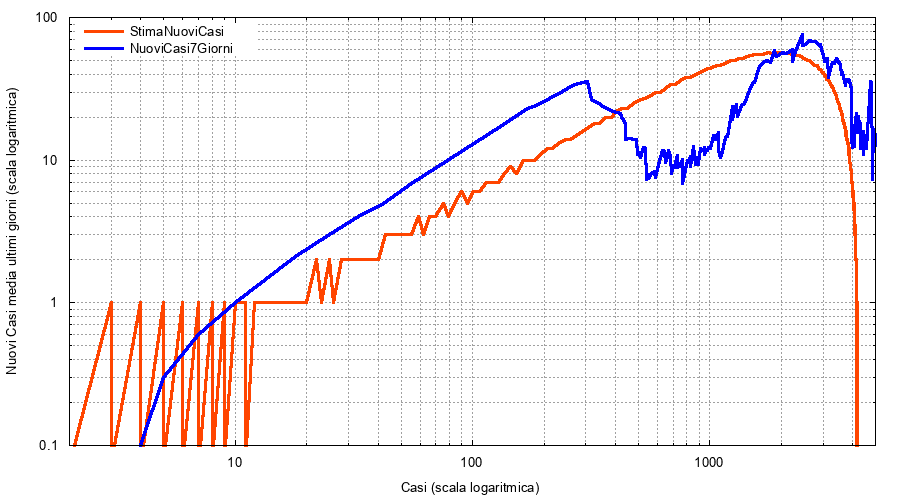 100
StimaNuoviCasi
NuoviCasi7Giorni
10
1
0.1
Nuovi Casi media ultimi giorni (scala logaritmica)
10
100
1000
Casi (scala logaritmica)